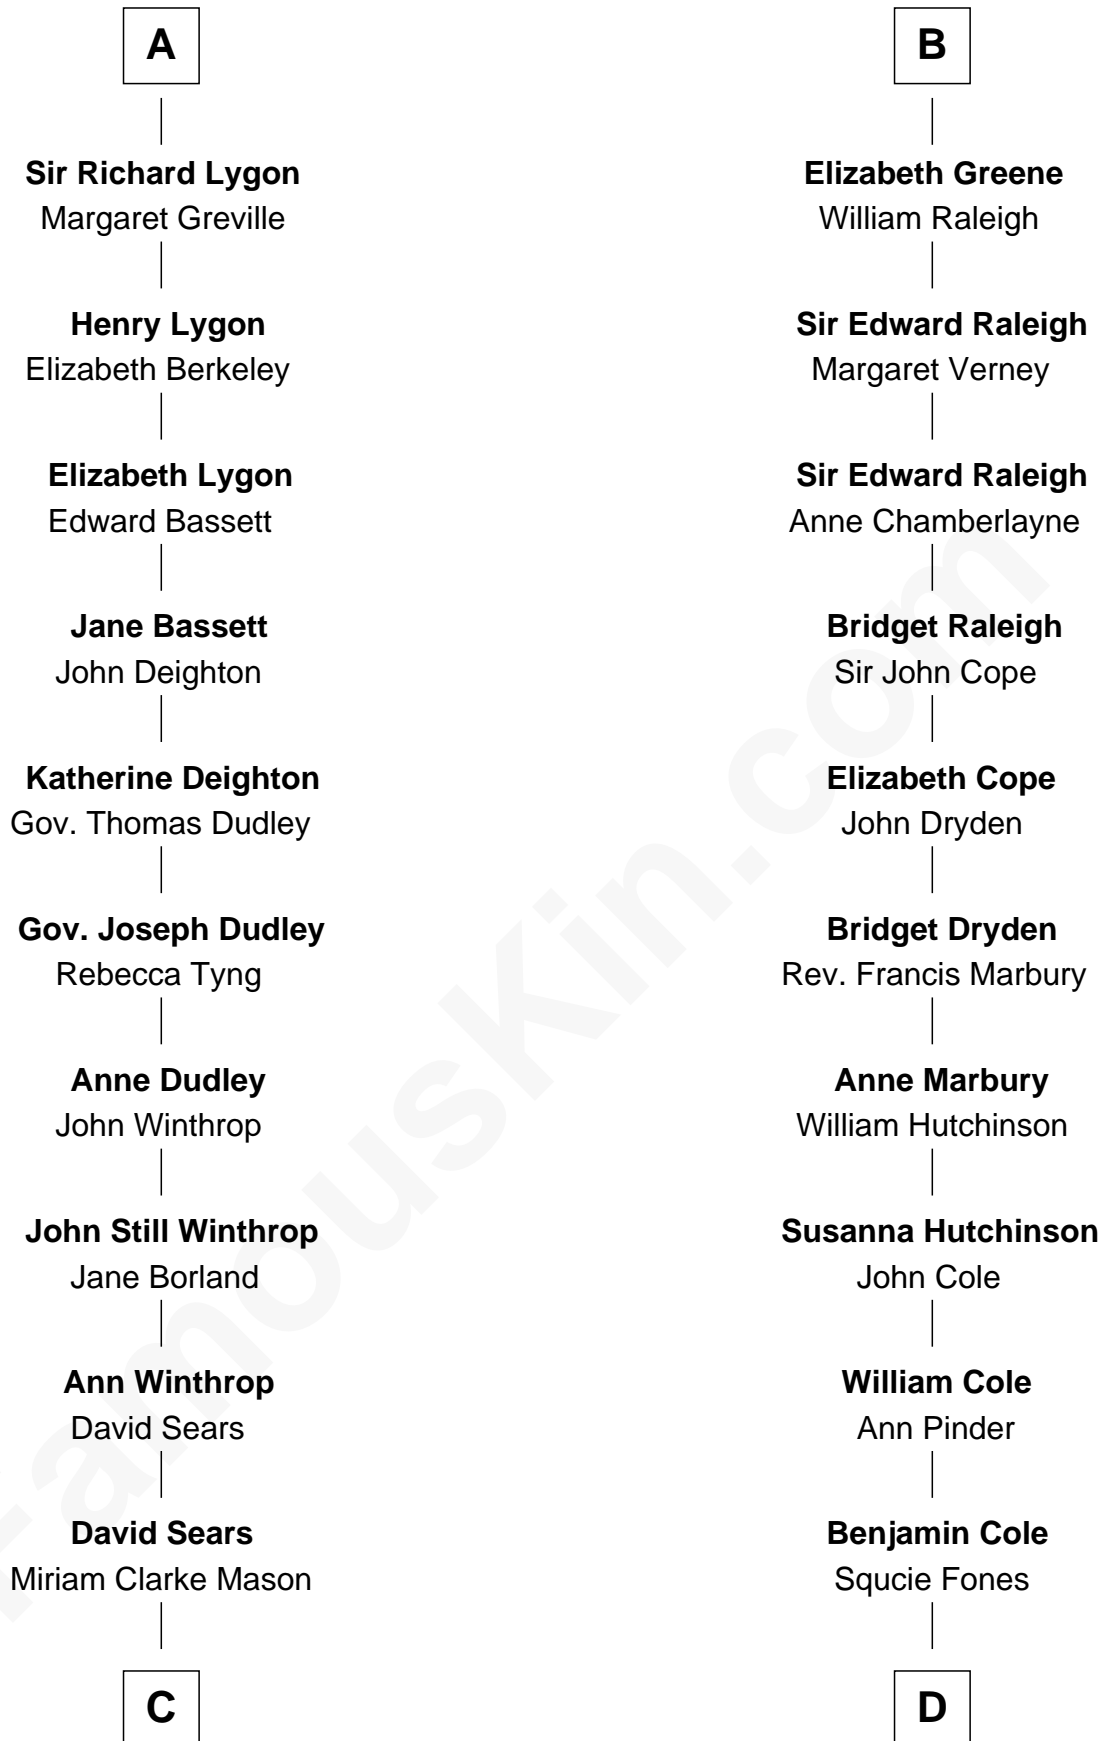 A
Sir Richard Lygon
Margaret Greville
Henry Lygon
Elizabeth Berkeley
Elizabeth Lygon
Edward Bassett
Jane Bassett
John Deighton
Katherine Deighton
Gov. Thomas Dudley
Gov. Joseph Dudley
Rebecca Tyng
Anne Dudley
John Winthrop
John Still Winthrop
Jane Borland
Ann Winthrop
David Sears
David Sears
Miriam Clarke Mason
C
B
Elizabeth Greene
William Raleigh
Sir Edward Raleigh
Margaret Verney
Sir Edward Raleigh
Anne Chamberlayne
Bridget Raleigh
Sir John Cope
Elizabeth Cope
John Dryden
Bridget Dryden
Rev. Francis Marbury
Anne Marbury
William Hutchinson
Susanna Hutchinson
John Cole
William Cole
Ann Pinder
Benjamin Cole
Squcie Fones
D
FamousKin.com